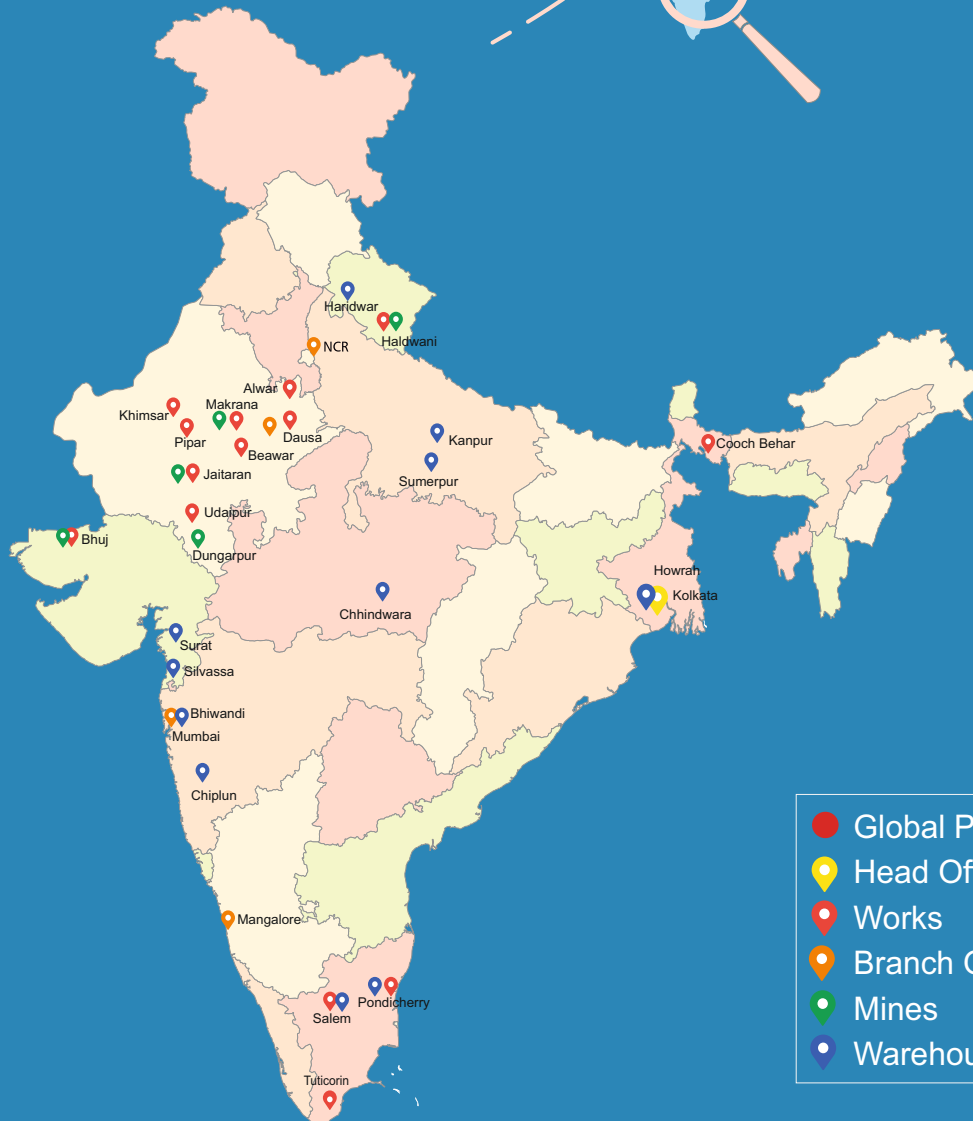 Haridwar
Haldwani
NCR
Alwar
Khimsar
Makrana
Pipar
Dausa
Beawar
Kanpur
Cooch Behar
Jaitaran
Sumerpur
Udaipur
Bhuj
Dungarpur
Howrah
Kolkata
Chhindwara
Surat
Silvassa
Bhiwandi
Mumbai
Chiplun
Global P
Head Of
Works
Mangalore
Branch
Mines
Pondicherry
Salem
Warehou
Tuticorin